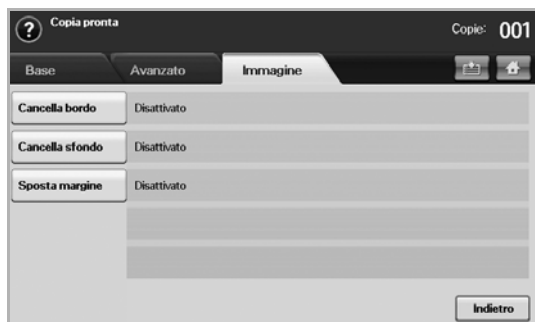 ? Copia pronta Copie: 001
Base Avanzato Immagine
Cancella bordo Disattivato
Cancella sfondo Disattivato
Sposta margine Disattivato
Indietro